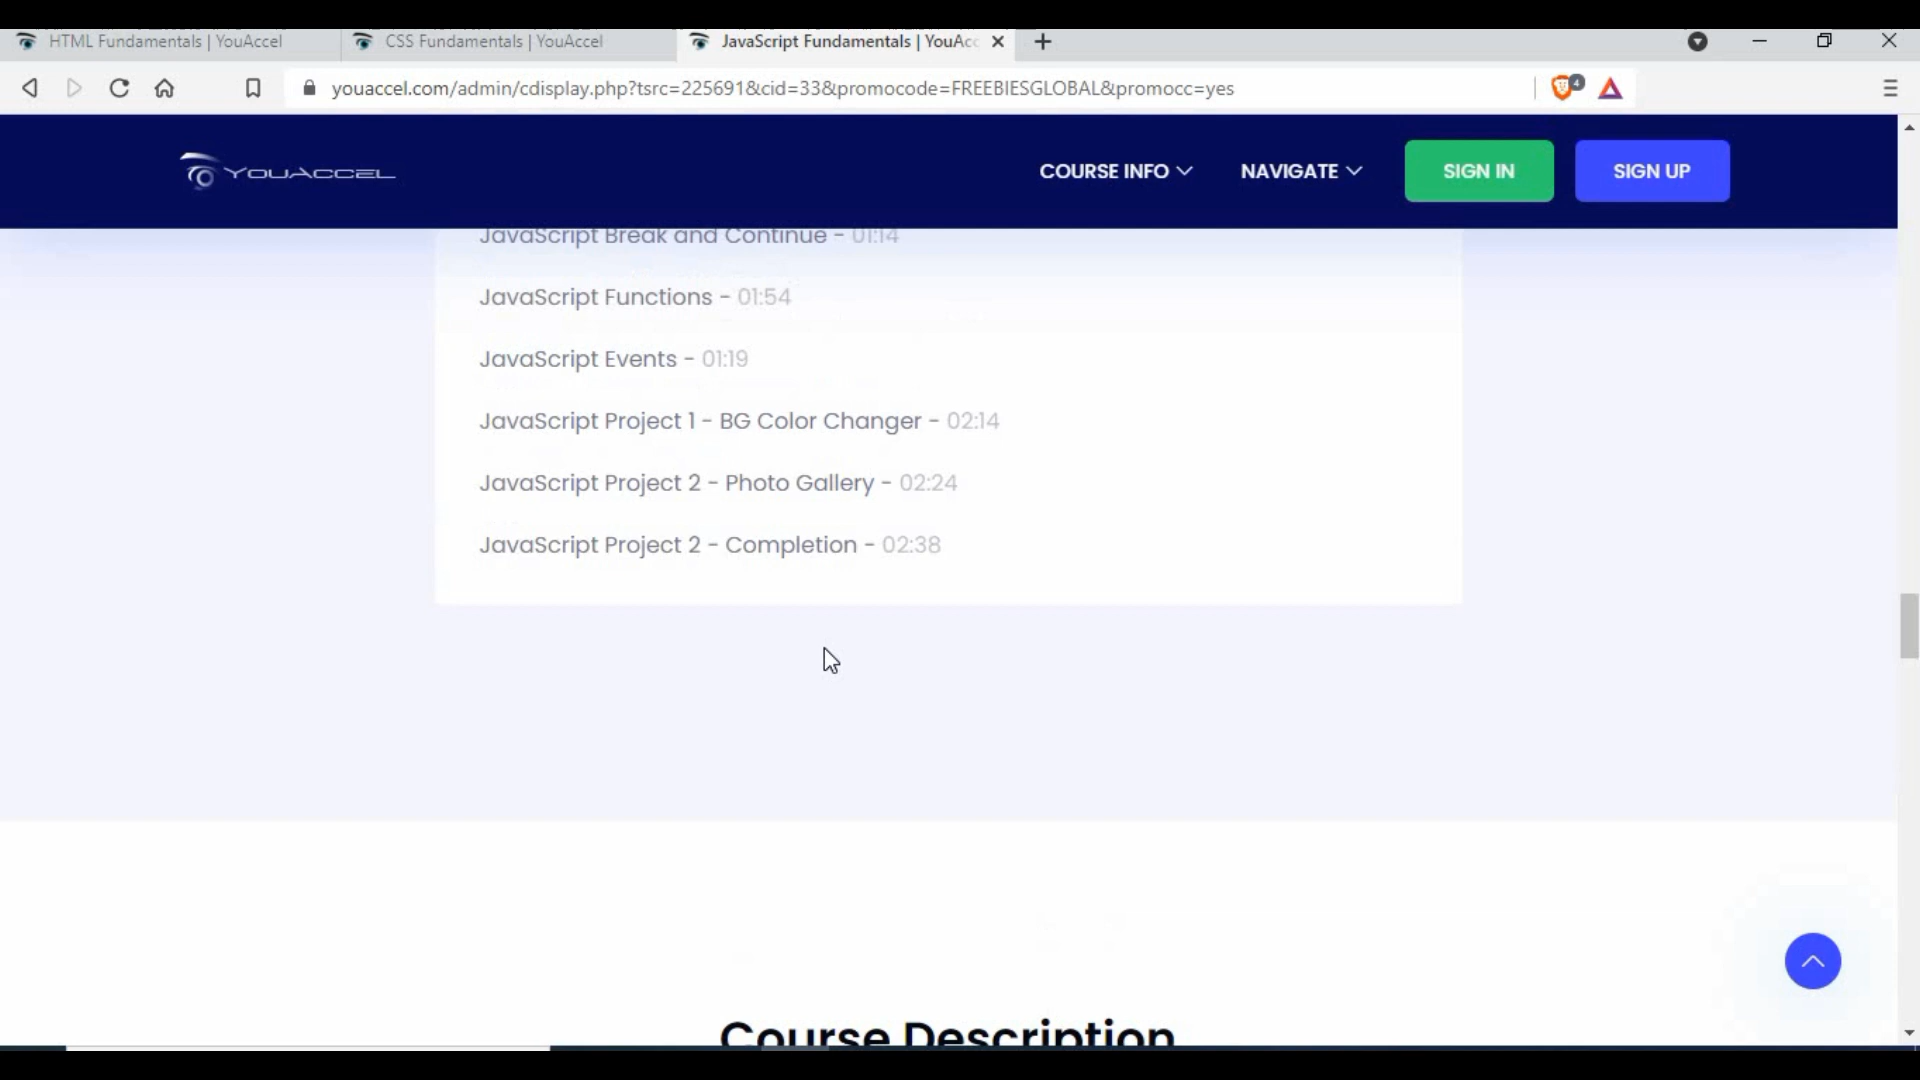 HTML Fundamentals | YouAccel
CSS Fundamentals | YouAccel
JavaScript Fundamentals | YouAcc
youaccel.com/admin/cdisplay.php?tsrc=225691&cid=33&promocode=FREEBIESGLOBAL&promocc=yes
4
YOUACCEL
COURSE INFO
NAVIGATE
SIGN IN
SIGN UP
JavaScript Break and Continue - 01:14
JavaScript Functions - 01:54
JavaScript Events - 01:19
JavaScript Project 1 - BG Color Changer - 02:14
JavaScript Project 2 - Photo Gallery - 02:24
JavaScript Project 2 - Completion - 02:38
Course Description